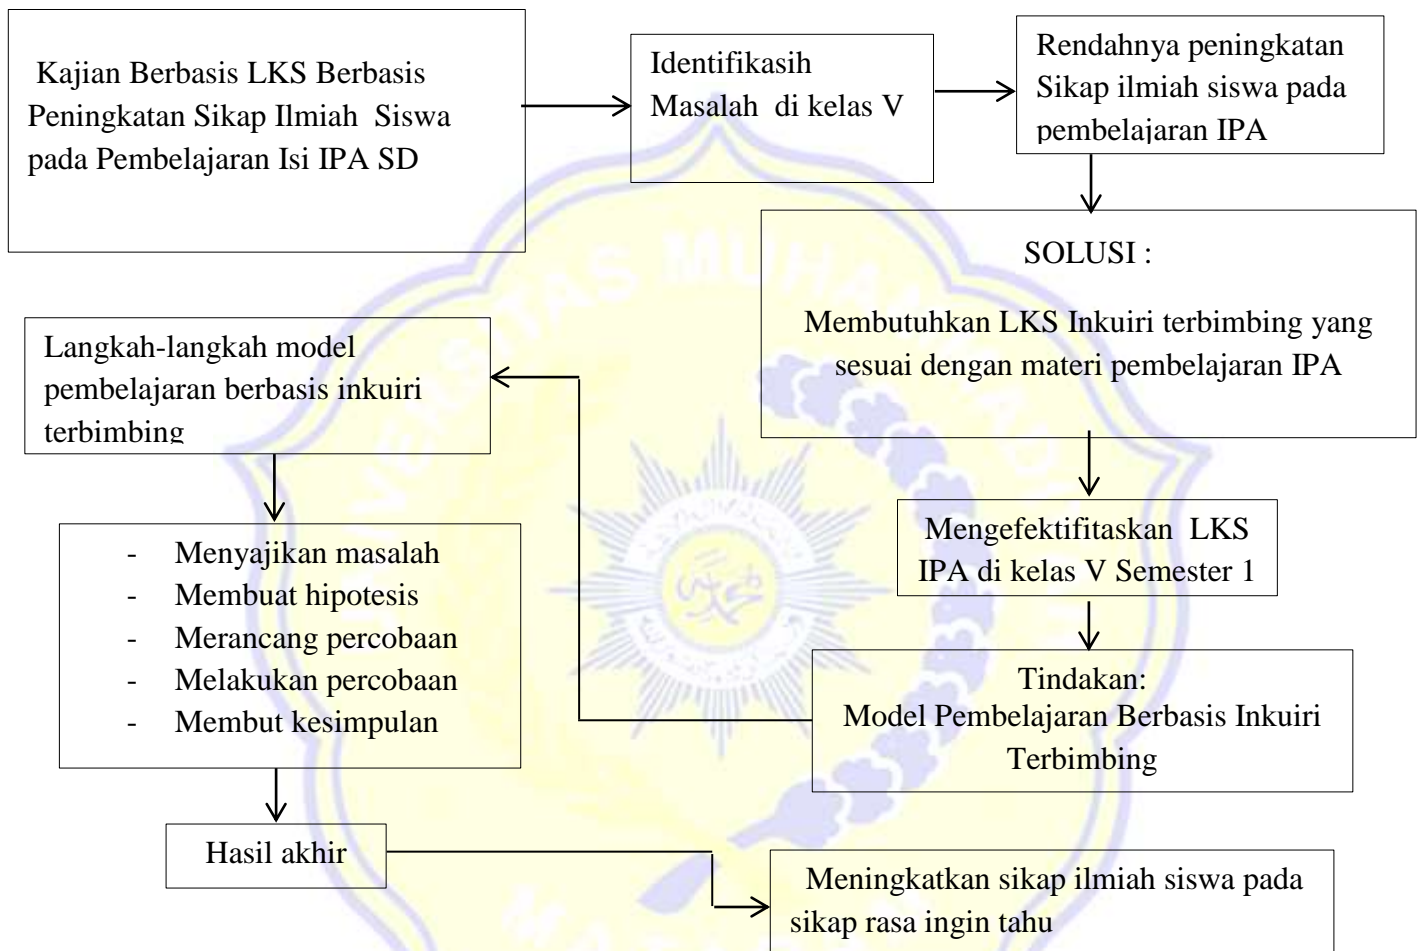 Kajian Berbasis LKS Berbasis
Peningkatan Sikap Ilmiah Siswa
pada Pembelajaran Isi IPA SD
Identifikasih
Masalah di kelas V
Rendahnya peningkatan
Sikap ilmiah siswa pada
pembelajaran IPA
SOLUSI :
Membutuhkan LKS Inkuiri terbimbing yang
sesuai dengan materi pembelajaran IPA
Mengefektifitaskan LKS
IPA di kelas V Semester 1
Tindakan:
Model Pembelajaran Berbasis Inkuiri
Terbimbing
Langkah-langkah model
pembelajaran berbasis inkuiri
terbimbing
- Menyajikan masalah
- Membuat hipotesis
- Merancang percobaan
- Melakukan percobaan
- Membut kesimpulan
Hasil akhir
Meningkatkan sikap ilmiah siswa pada
sikap rasa ingin tahu
UNIVERSITAS MUHAMMADIYAH
MATARAM